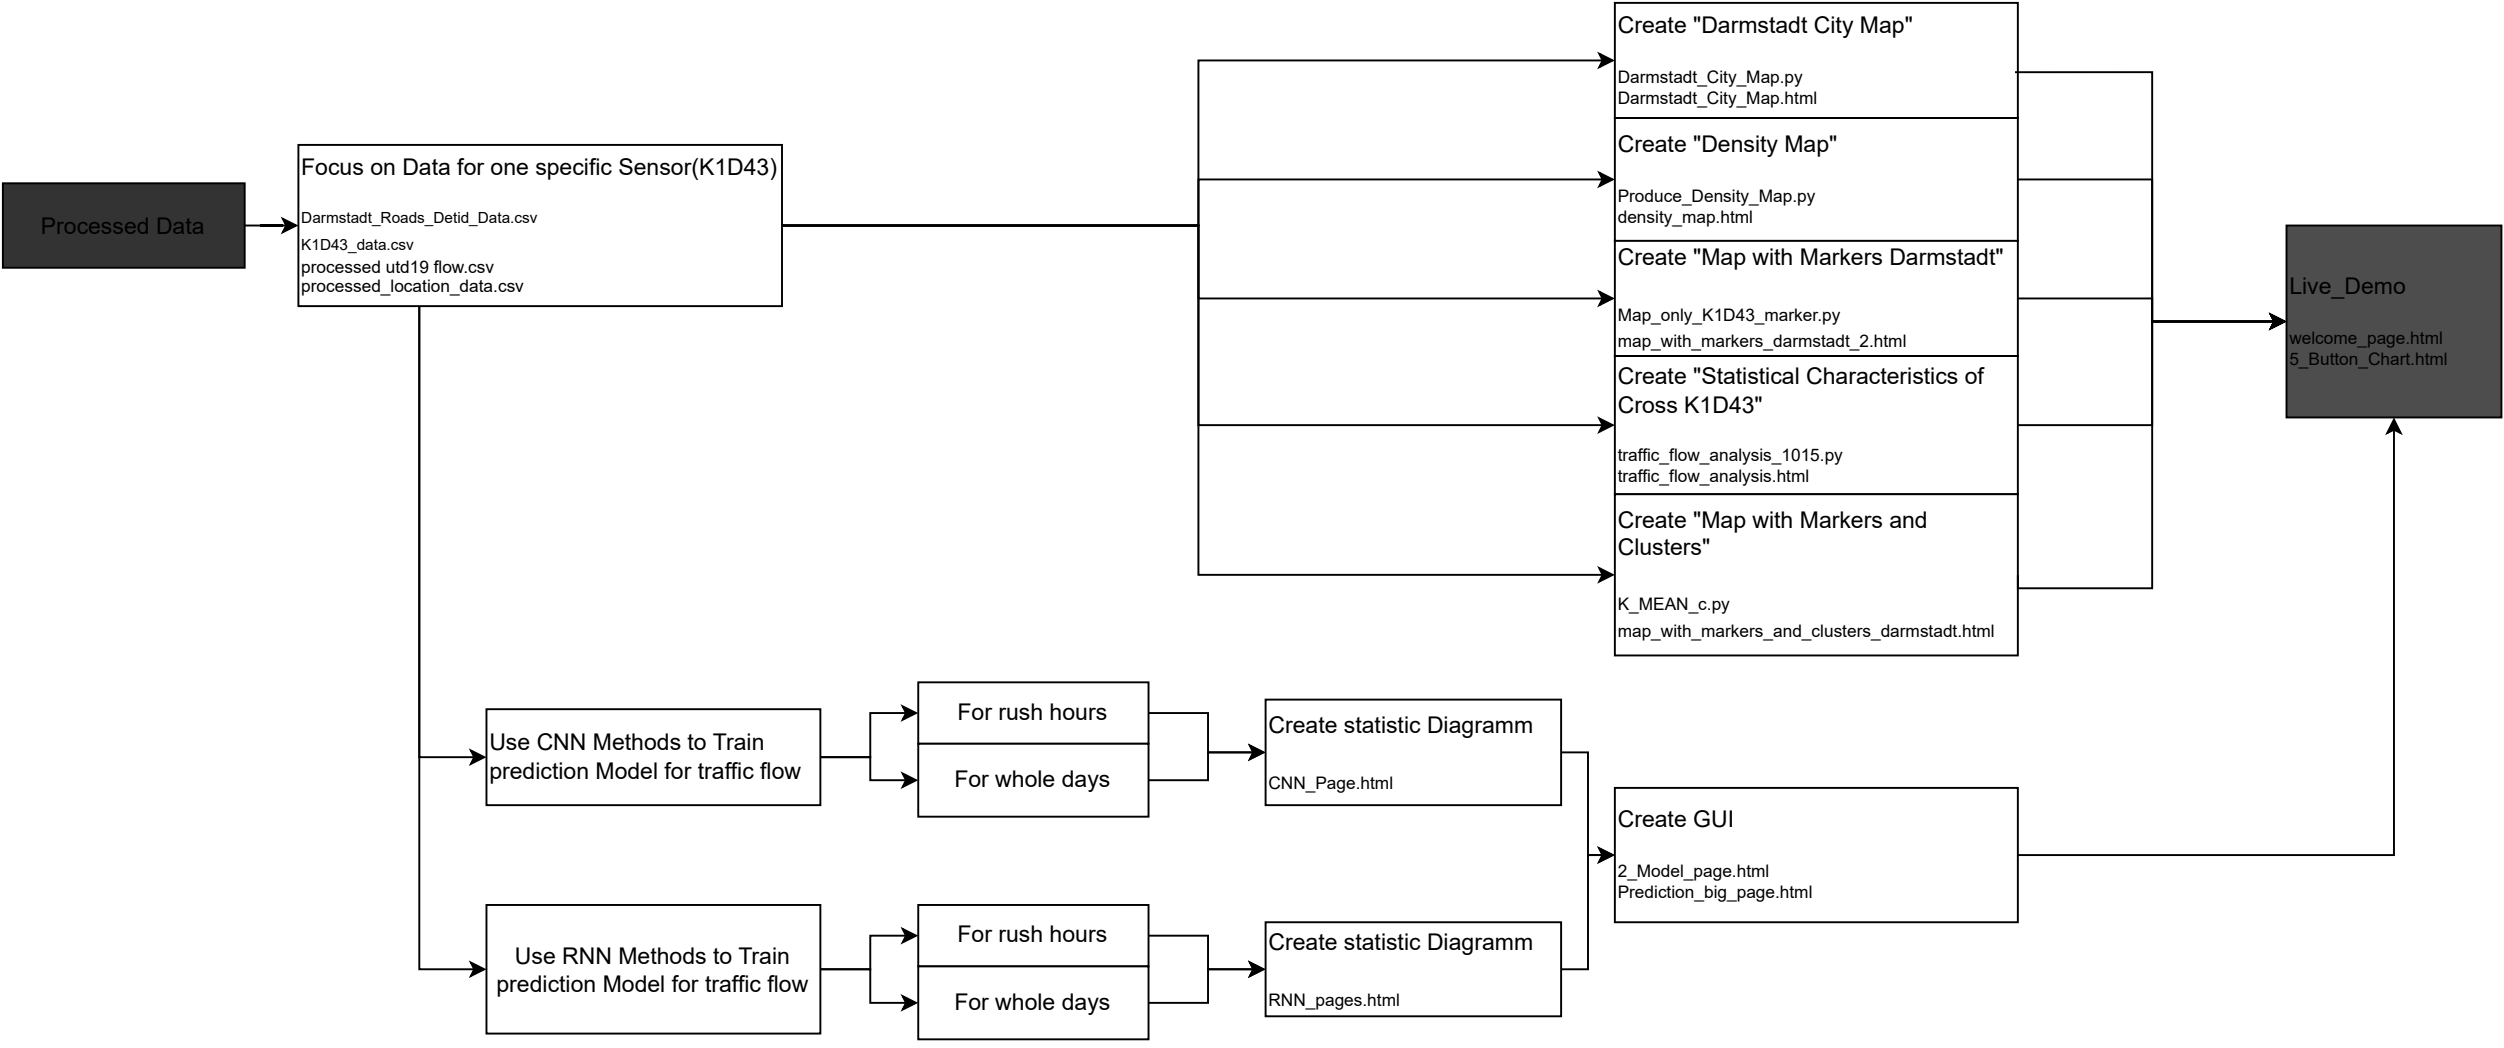 Processed Data
Focus on Data for one specific Sensor(K1D43)
Darmstadt_Roads_Detid_Data.csv
K1D43_data.csv
processed utd19 flow.csv
processed_location_data.csv
Create "Darmstadt City Map"
Darmstadt_City_Map.py
Darmstadt_City_Map.html
Create "Density Map"
Produce_Density_Map.py
density_map.html
Create "Map with Markers Darmstadt"
Map_only_K1D43_marker.py
map_with_markers_darmstadt_2.html
Create "Statistical Characteristics of
Cross K1D43"
traffic_flow_analysis_1015.py
traffic_flow_analysis.html
Create "Map with Markers and
Clusters"
K_MEAN_c.py
map_with_markers_and_clusters_darmstadt.html
Live_Demo
welcome_page.html
5_Button_Chart.html
Use CNN Methods to Train
prediction Model for traffic flow
For rush hours
For whole days
Create statistic Diagramm
CNN_Page.html
Use RNN Methods to Train
prediction Model for traffic flow
For rush hours
For whole days
Create statistic Diagramm
RNN_pages.html
Create GUI
2_Model_page.html
Prediction_big_page.html